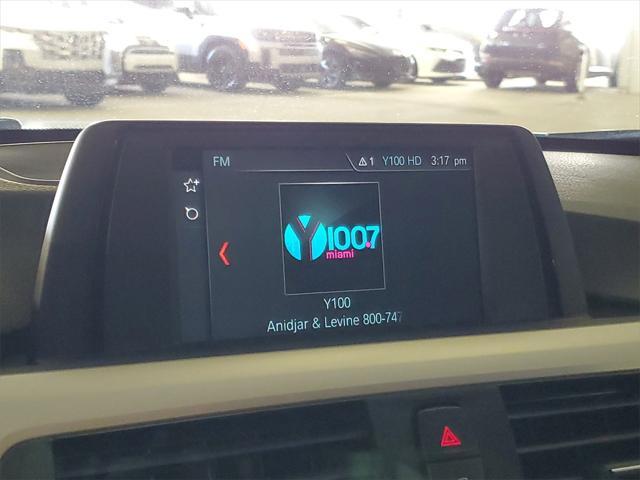 FM
1 Y100 HD 3:17 pm
Y100.7
miami
Y100
Anidjar & Levine 800-747